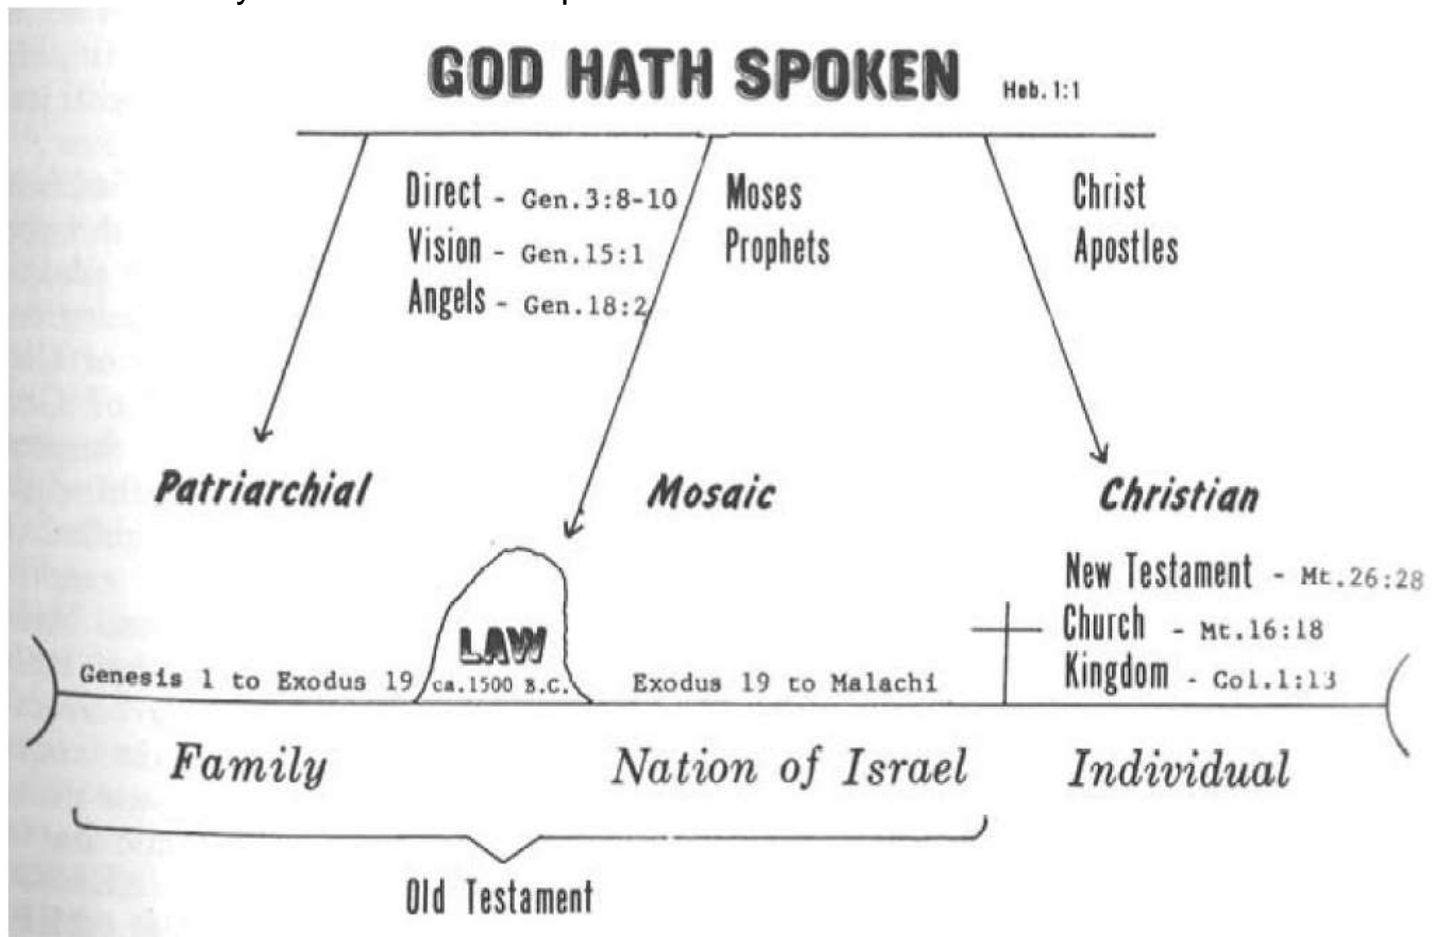 GOD HATH SPOKEN Heb. 1:1
Direct - Gen.3:8-10
Vision - Gen.15:1
Angels - Gen.18:2
Moses
Prophets
Christ
Apostles
Patriarchial
Mosaic
Christian
New Testament - Mt.26:28
Church - Mt.16:18
Kingdom - Col.1:13
LAW
ca.1500 B.C.
Genesis 1 to Exodus 19
Exodus 19 to Malachi
Family
Nation of Israel
Individual
Old Testament